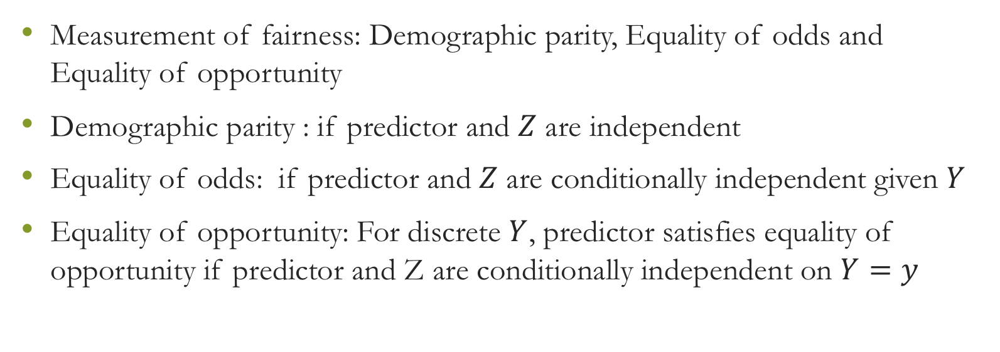 • Measurement of fairness: Demographic parity, Equality of odds and
Equality of opportunity
• Demographic parity : if predictor and Z are independent
• Equality of odds:  if predictor and Z are conditionally independent given Y
• Equality of opportunity: For discrete Y, predictor satisfies equality of
opportunity if predictor and Z are conditionally independent on Y = y